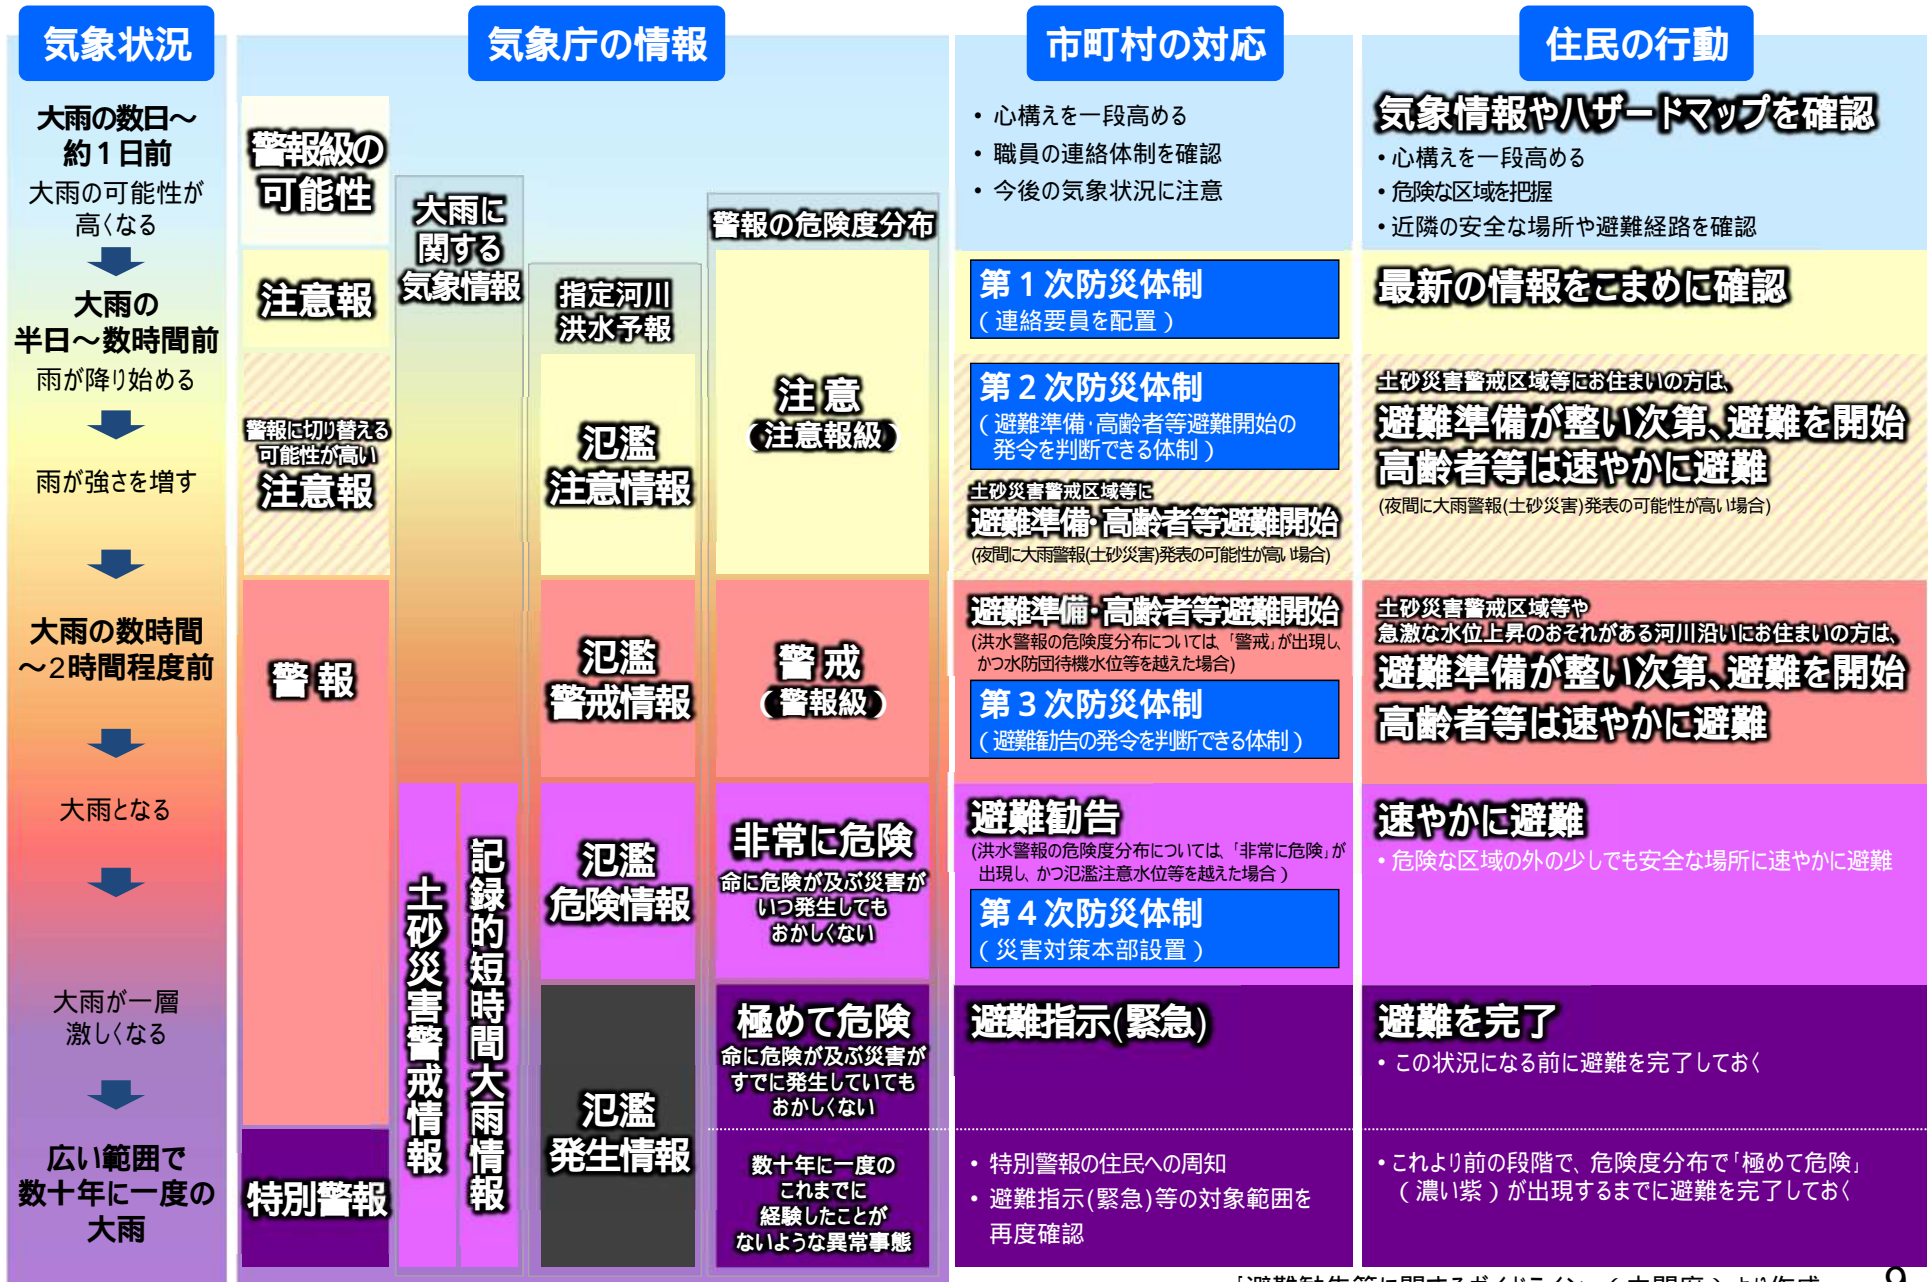 気象状況
気象庁の情報
市町村の対応
住民の行動
大雨の数日～
約1日前
大雨の可能性が
高くなる
大雨の
半日～数時間前
雨が降り始める
雨が強さを増す
大雨の数時間
～2時間程度前
大雨となる
大雨が一層
激しくなる
広い範囲で
数十年に一度の
大雨
警報級の
可能性
注意報
警報に切り替える
可能性が高い
注意報
警報
特別警報
大雨に
関する
気象情報
土砂災害警戒情報
記録的短時間大雨情報
指定河川
洪水予報
氾濫
注意情報
氾濫
警戒情報
氾濫
危険情報
氾濫
発生情報
警報の危険度分布
注意
(注意報級)
警戒
(警報級)
非常に危険
命に危険が及ぶ災害が
いつ発生しても
おかしくない
極めて危険
命に危険が及ぶ災害が
すでに発生していても
おかしくない
数十年に一度の
これまでに
経験したことが
ないような異常事態
• 心構えを一段高める
• 職員の連絡体制を確認
• 今後の気象状況に注意
第1次防災体制
(連絡要員を配置)
第2次防災体制
(避難準備・高齢者等避難開始の
発令を判断できる体制)
土砂災害警戒区域等に
避難準備・高齢者等避難開始
(夜間に大雨警報(土砂災害)発表の可能性が高い場合)
避難準備・高齢者等避難開始
(洪水警報の危険度分布については、「警戒」が出現し、
かつ水防団待機水位等を越えた場合)
第3次防災体制
(避難勧告の発令を判断できる体制)
避難勧告
(洪水警報の危険度分布については、「非常に危険」が
出現し、かつ氾濫注意水位等を越えた場合)
第4次防災体制
(災害対策本部設置)
避難指示(緊急)
• 特別警報の住民への周知
• 避難指示(緊急)等の対象範囲を
再度確認
気象情報やハザードマップを確認
• 心構えを一段高める
• 危険な区域を把握
• 近隣の安全な場所や避難経路を確認
最新の情報をこまめに確認
土砂災害警戒区域等にお住まいの方は、
避難準備が整い次第、避難を開始
高齢者等は速やかに避難
(夜間に大雨警報(土砂災害)発表の可能性が高い場合)
土砂災害警戒区域等や
急激な水位上昇のおそれがある河川沿いにお住まいの方は、
避難準備が整い次第、避難を開始
高齢者等は速やかに避難
速やかに避難
• 危険な区域の外の少しでも安全な場所に速やかに避難
避難を完了
• この状況になる前に避難を完了しておく
• これより前の段階で、危険度分布で「極めて危険」
(濃い紫)が出現するまでに避難を完了しておく